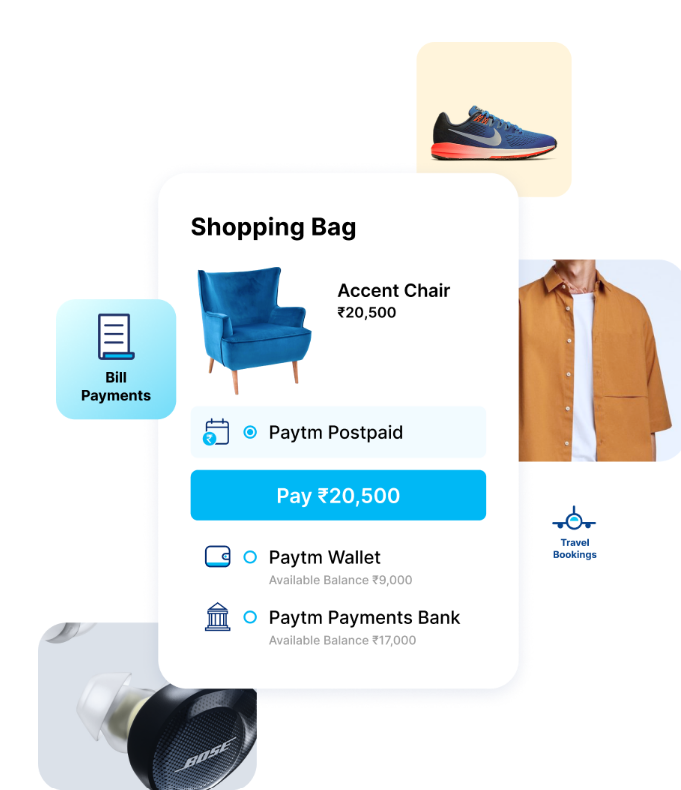 Shopping Bag
Accent Chair
₹20,500
Bill
Payments
₹
Paytm Postpaid
Pay ₹20,500
Travel
Bookings
Paytm Wallet
Available Balance ₹9,000
Paytm Payments Bank
Available Balance ₹17,000
BOSE